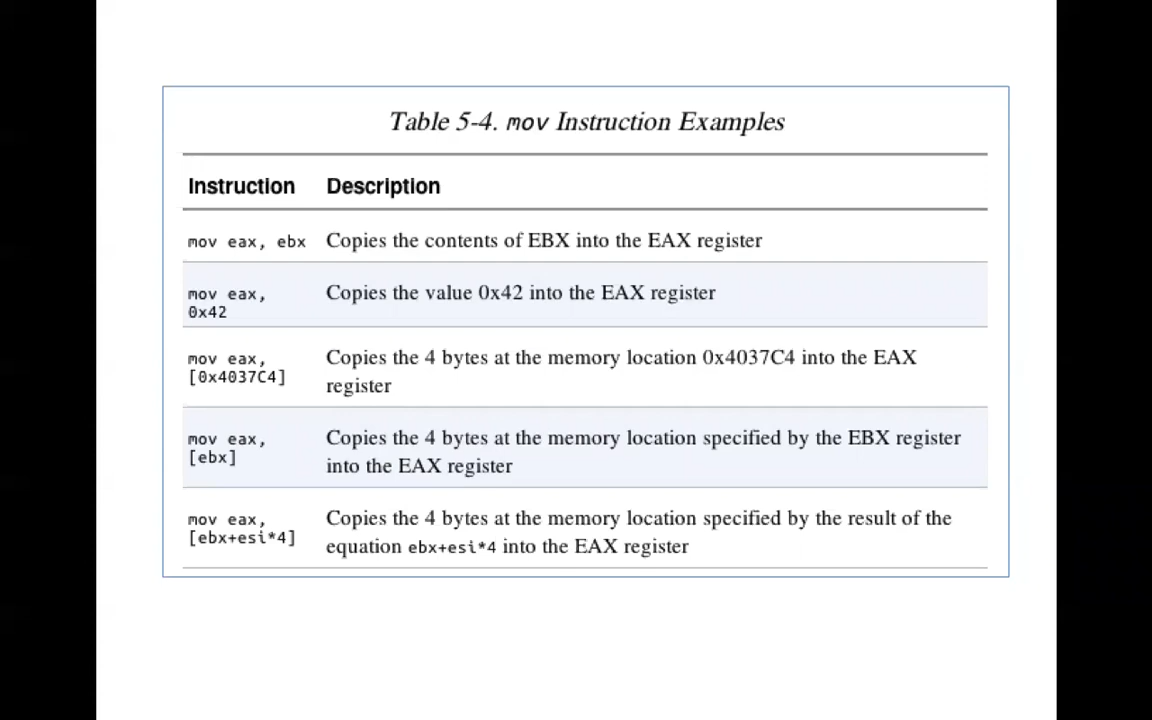 Table 5-4. mov Instruction Examples
Instruction Description
mov eax, ebx Copies the contents of EBX into the EAX register
mov eax, Copies the value 0x42 into the EAX register
0x42
mov eax, Copies the 4 bytes at the memory location 0x4037C4 into the EAX
[0x4037C4] register
mov eax, Copies the 4 bytes at the memory location specified by the EBX register
[ebx] into the EAX register
mov eax, Copies the 4 bytes at the memory location specified by the result of the
[ebx+esi*4] equation ebx+esi*4 into the EAX register